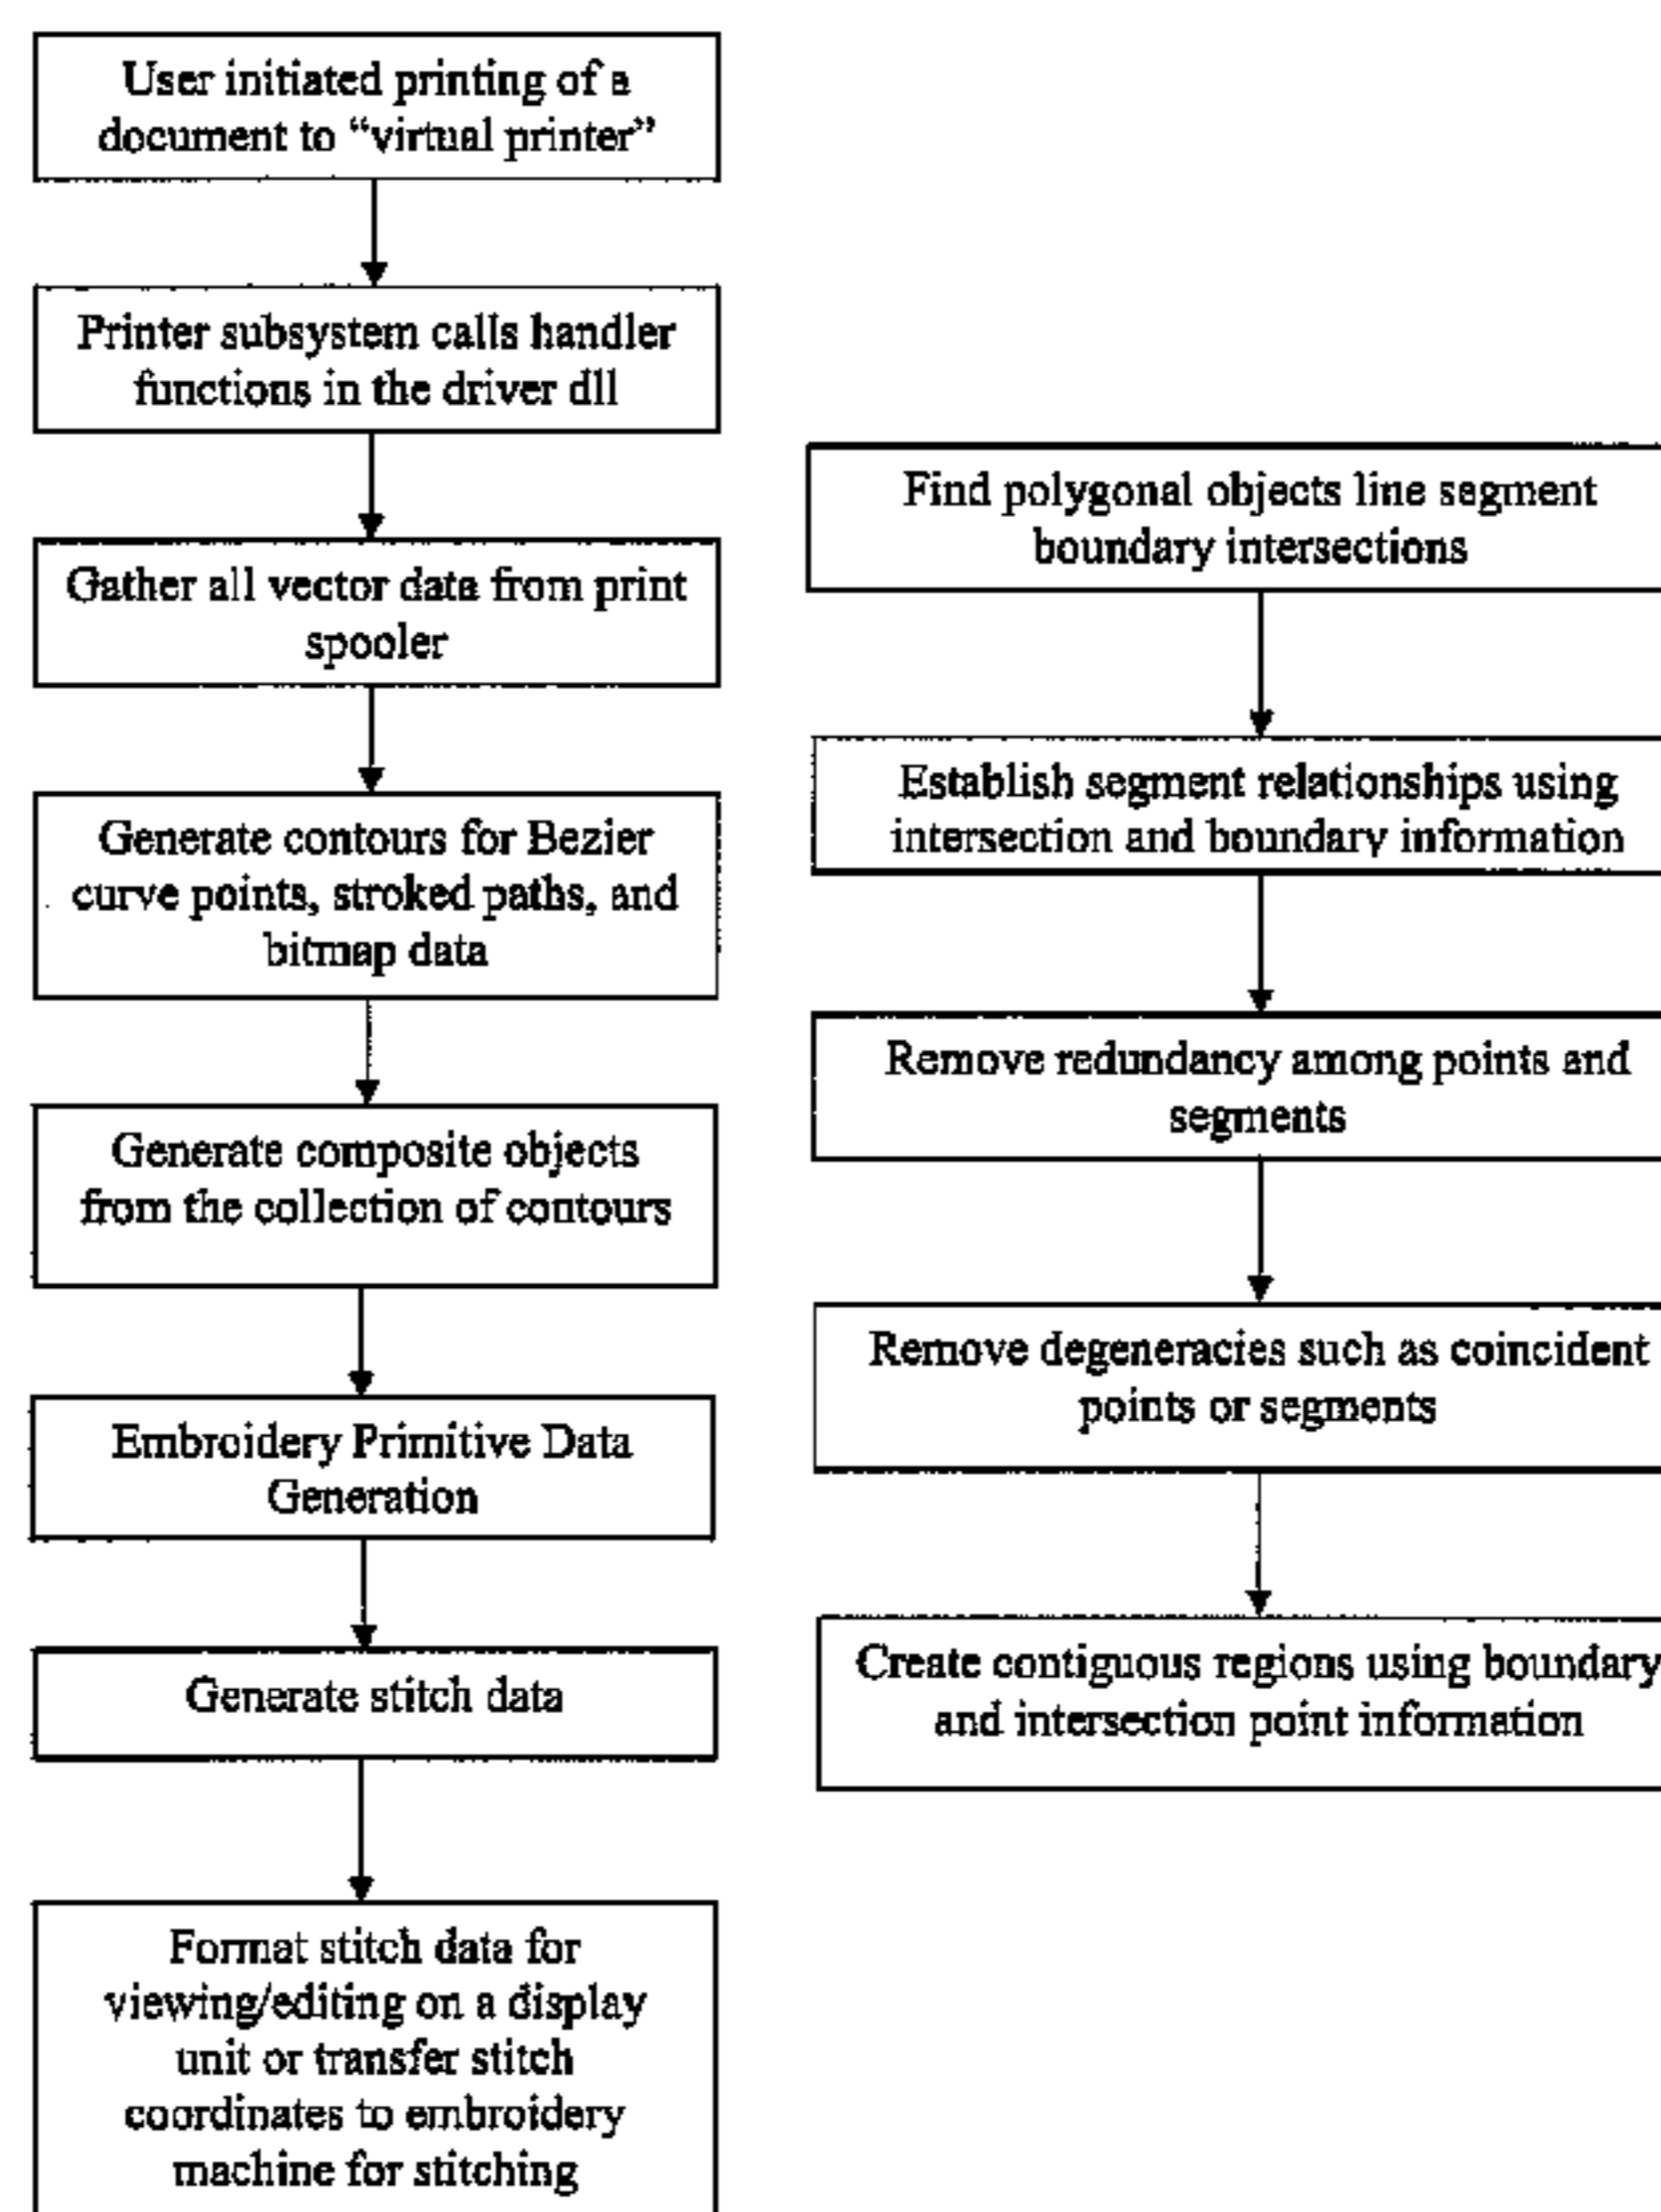 User initiated printing of a
document to “virtual printer”
Printer subsystem calls handler
functions in the driver dll
Gather all vector data from print
spooler
Generate contours for Bezier
curve points, stroked paths, and
bitmap data
Generate composite objects
from the collection of contours
Embroidery Primitive Data
Generation
Generate stitch data
Format stitch data for
viewing/editing on a display
unit or transfer stitch
coordinates to embroidery
machine for stitching
Find polygonal objects line segment
boundary intersections
Establish segment relationships using
intersection and boundary information
Remove redundancy among points and
segments
Remove degeneracies such as coincident
points or segments
Create contiguous regions using boundary
and intersection point information